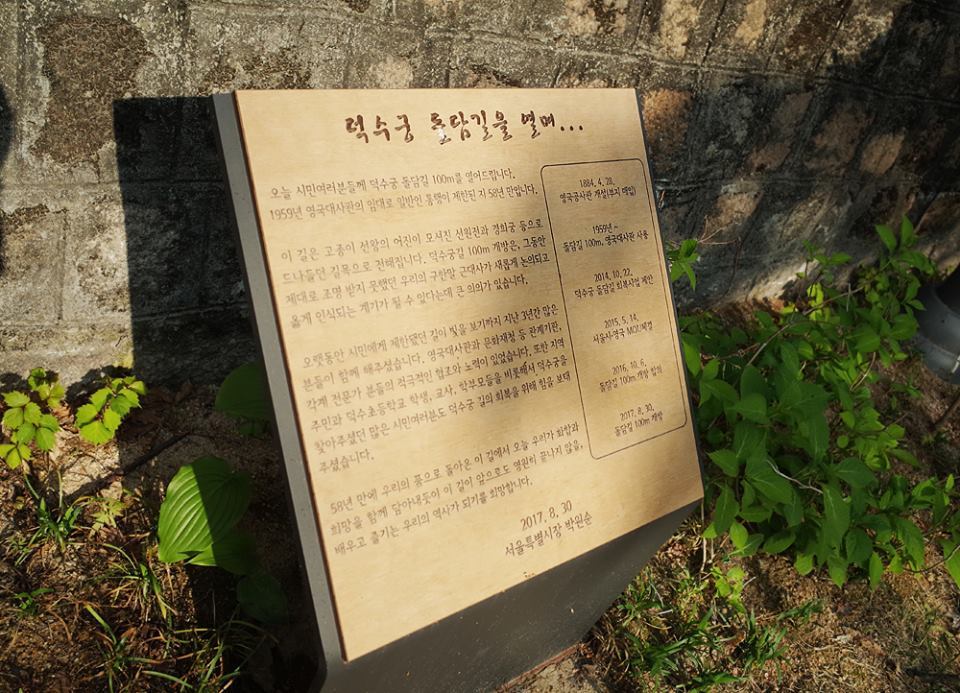 덕수궁 돌담길을 열며...
오늘 시민여러분들께 덕수궁 돌담길 100m를 열어드립니다.
1959년 영국대사관의 임대로 일반인 통행이 제한된 지 58년 만입니다.
이 길은 고종이 선왕의 어진이 모셔진 선원전과 경희궁 등으로
드나들던 길목으로 전해집니다. 덕수궁길 100m 개방은, 그동안
제대로 조명 받지 못했던 우리의 구한말 근대사가 새롭게 논의되고
옳게 인식되는 계기가 될 수 있다는데 큰 의의가 있습니다.
오랫동안 시민에게 제한됐던 길이 빛을 보기까지 지난 3년간 많은
분들이 함께 해주셨습니다. 영국대사관과 문화재청 등 관계기관,
각계 전문가 분들의 적극적인 협조와 노력이 있었습니다. 또한 지역
주민과 덕수초등학교 학생, 교사, 학부모들을 비롯해서 덕수궁을
찾아주셨던 많은 시민여러분도 덕수궁 길의 회복을 위해 힘을 보태
주셨습니다.
58년 만에 우리의 품으로 돌아온 이 길에서 오늘 우리가 화합과
희망을 함께 담아내듯이 이 길이 앞으로도 영원히 끝나지 않을,
배우고 즐기는 우리의 역사가 되기를 희망합니다.
2017. 8. 30
서울특별시장 박원순
1884. 4. 28.
영국공사관 개설(부지 매입)
1959년 ~
돌담길 100m, 영국대사관 사용
2014. 10. 22.
덕수궁 돌담길 회복사업 제안
2015. 5. 14.
서울시-영국 MOU체결
2016. 10. 6.
돌담길 100m 개방 합의
2017. 8. 30.
돌담길 100m 개방